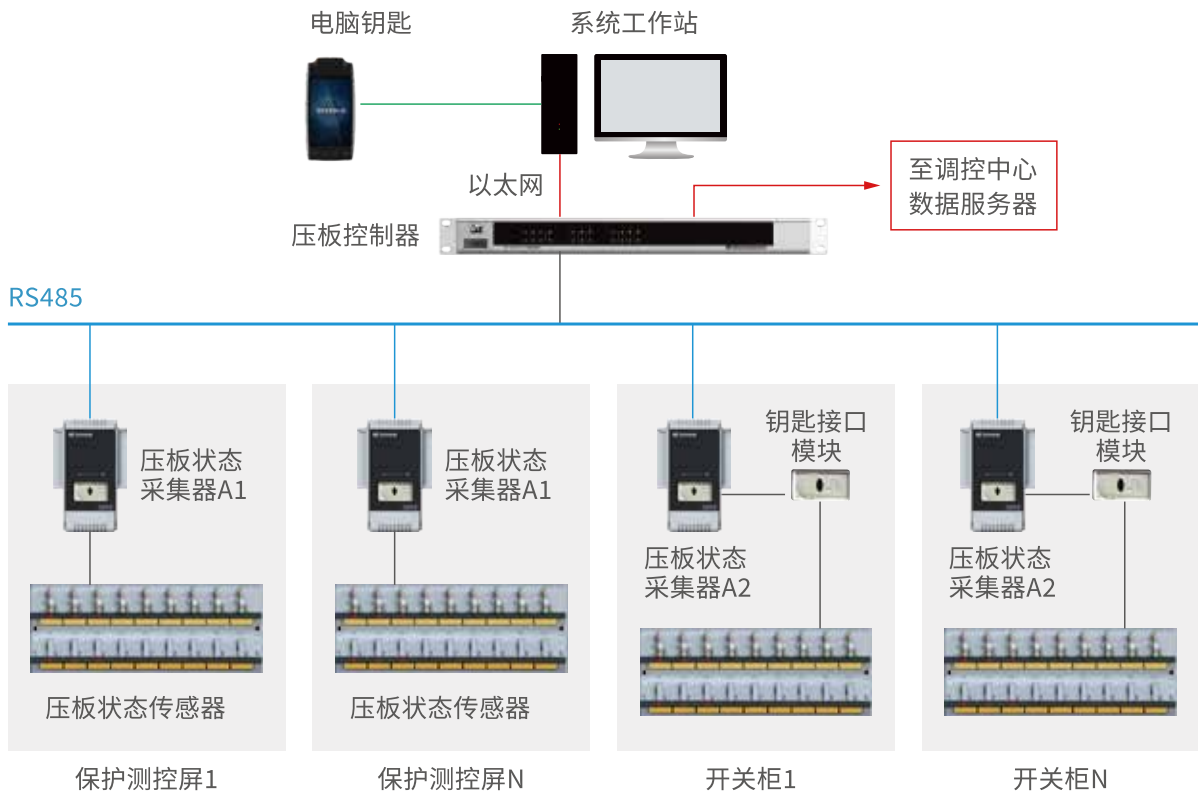 电脑钥匙
系统工作站
以太网
至调控中心
数据服务器
压板控制器
RS485
压板状态
采集器A1
压板状态传感器
保护测控屏1
压板状态
采集器A1
压板状态传感器
保护测控屏N
钥匙接口
模块
压板状态
采集器A2
开关柜1
钥匙接口
模块
压板状态
采集器A2
开关柜N